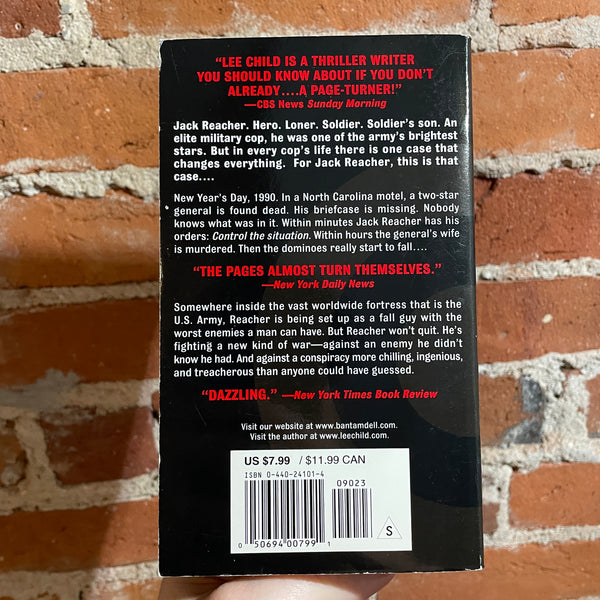 “LEE CHILD IS A THRILLER WRITER
YOU SHOULD KNOW ABOUT IF YOU DON’T
ALREADY....A PAGE-TURNER!”
—CBS News Sunday Morning
Jack Reacher. Hero. Loner. Soldier. Soldier’s son. An
elite military cop, he was one of the army’s brightest
stars. But in every cop’s life there is one case that
changes everything. For Jack Reacher, this is that
case....
New Year’s Day, 1990. In a North Carolina motel, a two-star
general is found dead. His briefcase is missing. Nobody
knows what was in it. Within minutes Jack Reacher has his
orders: Control the situation. Within hours the general’s wife
is murdered. Then the dominoes really start to fall....
“THE PAGES ALMOST TURN THEMSELVES.”
—New York Daily News
Somewhere inside the vast worldwide fortress that is the
U.S. Army, Reacher is being set up as a fall guy with the
worst enemies a man can have. But Reacher won’t quit. He’s
fighting a new kind of war—against an enemy he didn’t
know he had. And against a conspiracy more chilling, ingenious,
and treacherous than anyone could have guessed.
“DAZZLING.” —New York Times Book Review
Visit our website at www.bantamdell.com.
Visit the author at www.leechild.com.
US $7.99 / $11.99 CAN
ISBN 0-440-24101-4
09023
0 50694 00799 1
S